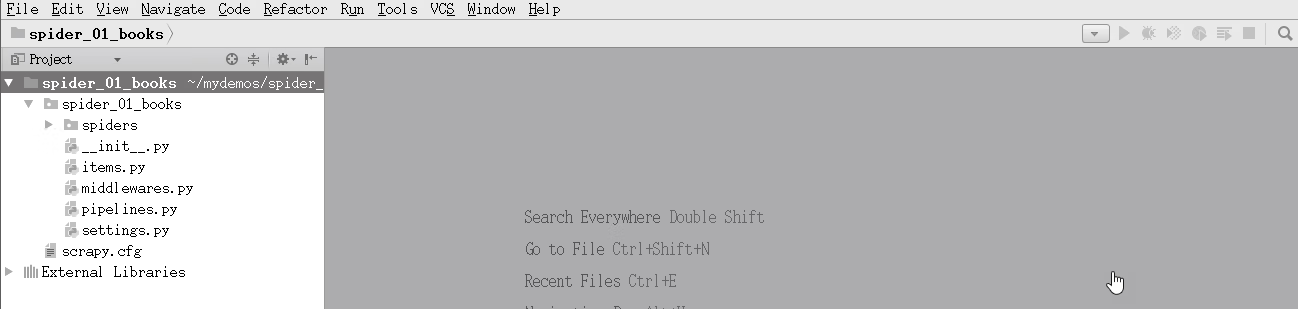 File Edit View Navigate Code Refactor Run Tools VCS Window Help
spider_01_books
Project
spider_01_books ~/mydemos/spider_
spider_01_books
spiders
__init__.py
items.py
middlewares.py
pipelines.py
settings.py
scrapy.cfg
External Libraries
Search Everywhere Double Shift
Go to File Ctrl+Shift+N
Recent Files Ctrl+E